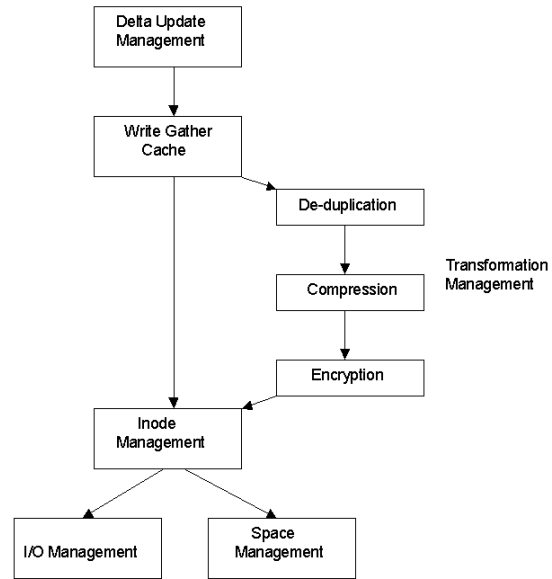 Delta Update
Management
Write Gather
Cache
De-duplication
Transformation
Management
Compression
Encryption
Inode
Management
I/O Management
Space
Management